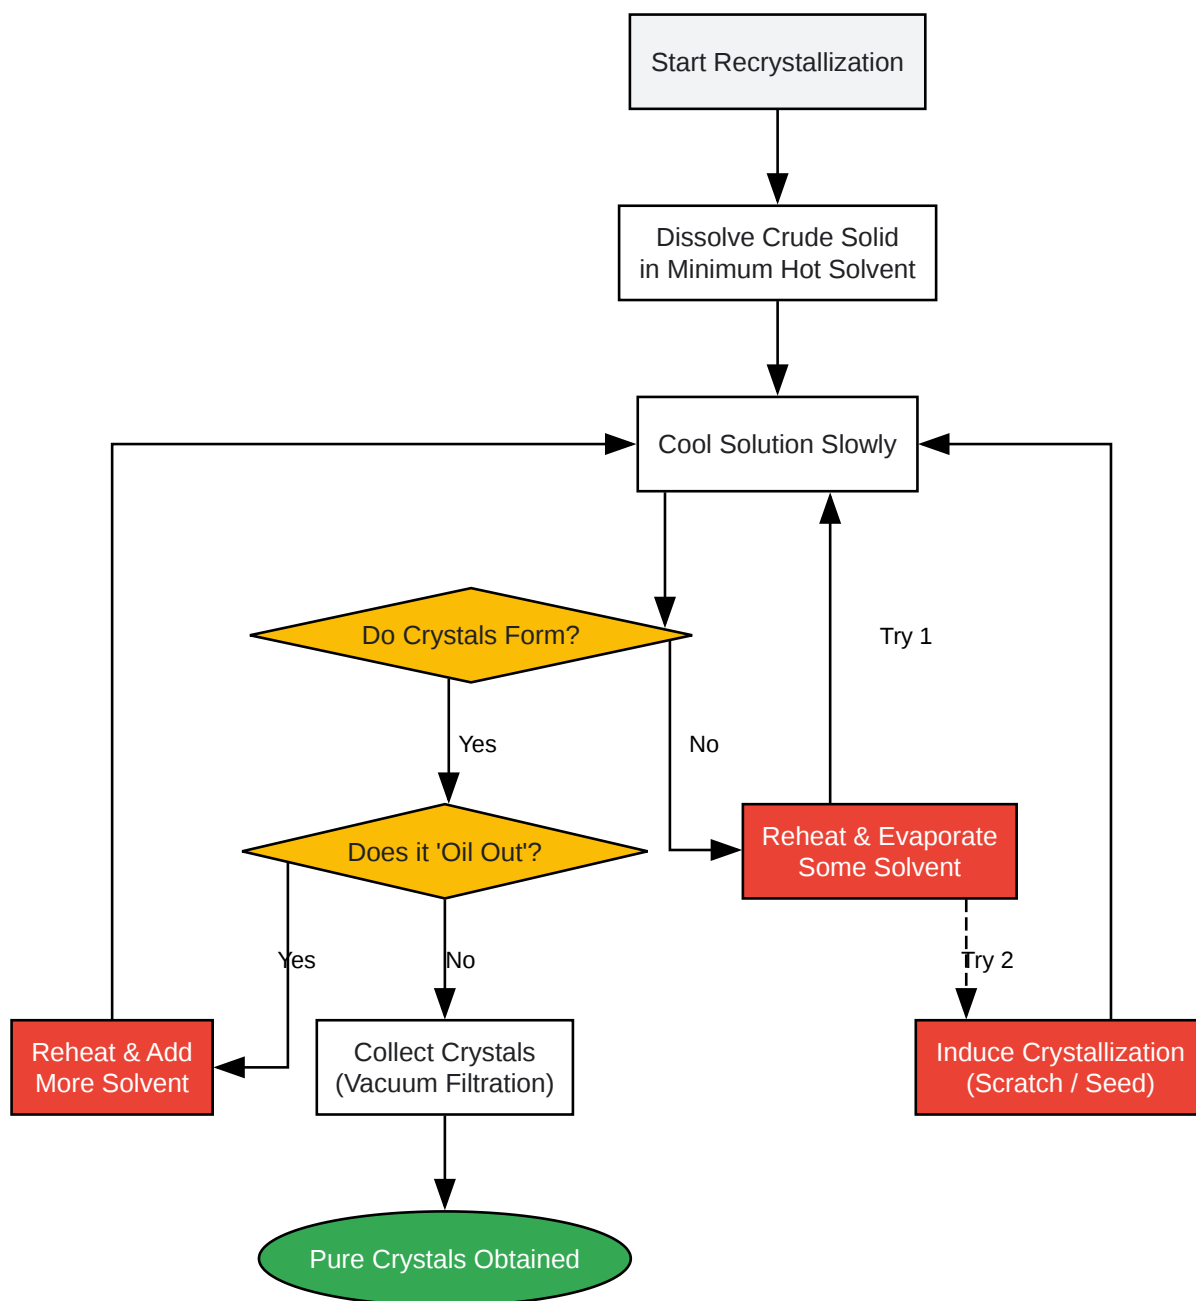 Start Recrystallization
Dissolve Crude Solid
in Minimum Hot Solvent
Cool Solution Slowly
Do Crystals Form?
Try 1
Yes
No
Does it 'Oil Out'?
Reheat & Evaporate
Some Solvent
Yes
No
Try 2
Reheat & Add
More Solvent
Collect Crystals
(Vacuum Filtration)
Induce Crystallization
(Scratch / Seed)
Pure Crystals Obtained